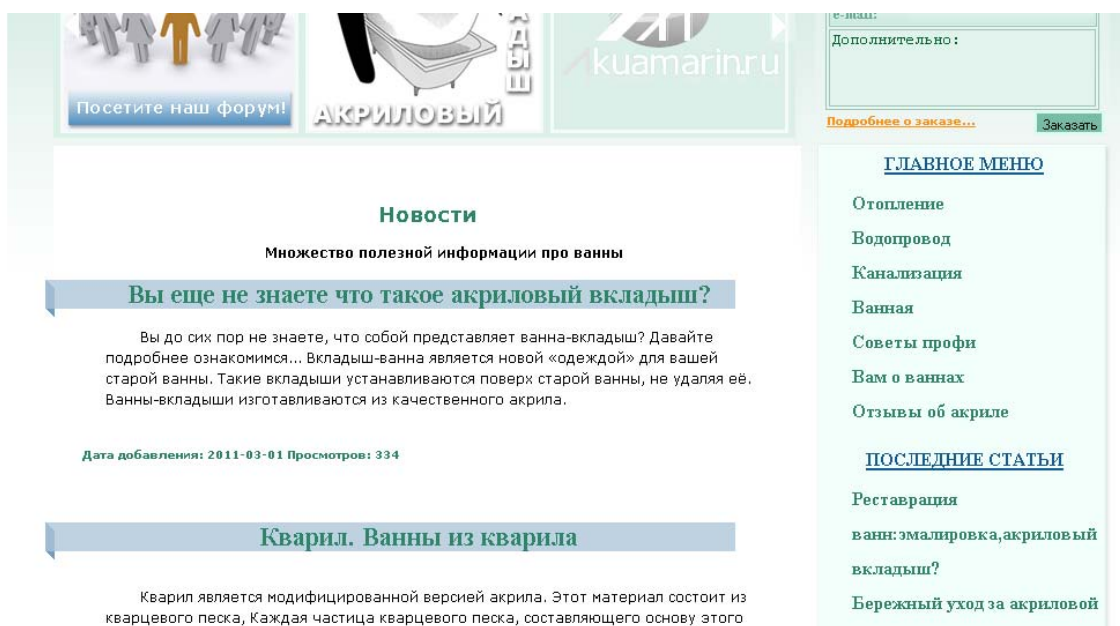 Посетите наш форум!
АКРИЛОВЫЙ
АДЫШ
Akuamarin.ru
e-mail:
Дополнительно:
Подробнее о заказе...
Заказать
Новости
Множество полезной информации про ванны
Вы еще не знаете что такое акриловый вкладыш?
Вы до сих пор не знаете, что собой представляет ванна-вкладыш? Давайте
подробнее ознакомимся... Вкладыш-ванна является новой «одеждой» для вашей
старой ванны. Такие вкладыши устанавливаются поверх старой ванны, не удаляя её.
Ванны-вкладыши изготавливаются из качественного акрила.
Дата добавления: 2011-03-01 Просмотров: 334
Кварил. Ванны из кварила
Кварил является модифицированной версией акрила. Этот материал состоит из
кварцевого песка, Каждая частица кварцевого песка, составляющего основу этого
ГЛАВНОЕ МЕНЮ
Отопление
Водопровод
Канализация
Ванная
Советы профи
Вам о ваннах
Отзывы об акриле
ПОСЛЕДНИЕ СТАТЬИ
Реставрация
ванн:эмалировка,акриловый
вкладыш?
Бережный уход за акриловой